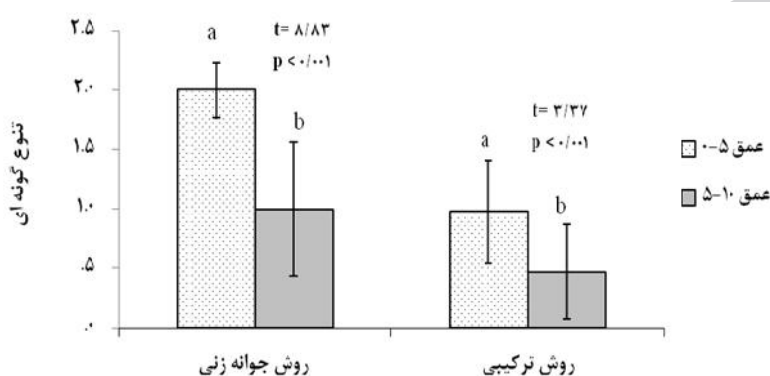 تنوع گونه ای
۲.۵
۲.۰
۱.۵
۱.۰
.۵
.۰
a
t= ۸/۸۳
p <۰/۰۰۱
b
a
t= ۳/۳۷
p <۰/۰۰۱
b
عمق ۵-۰
عمق ۱۰-۵
روش جوانه زنی
روش ترکیبی